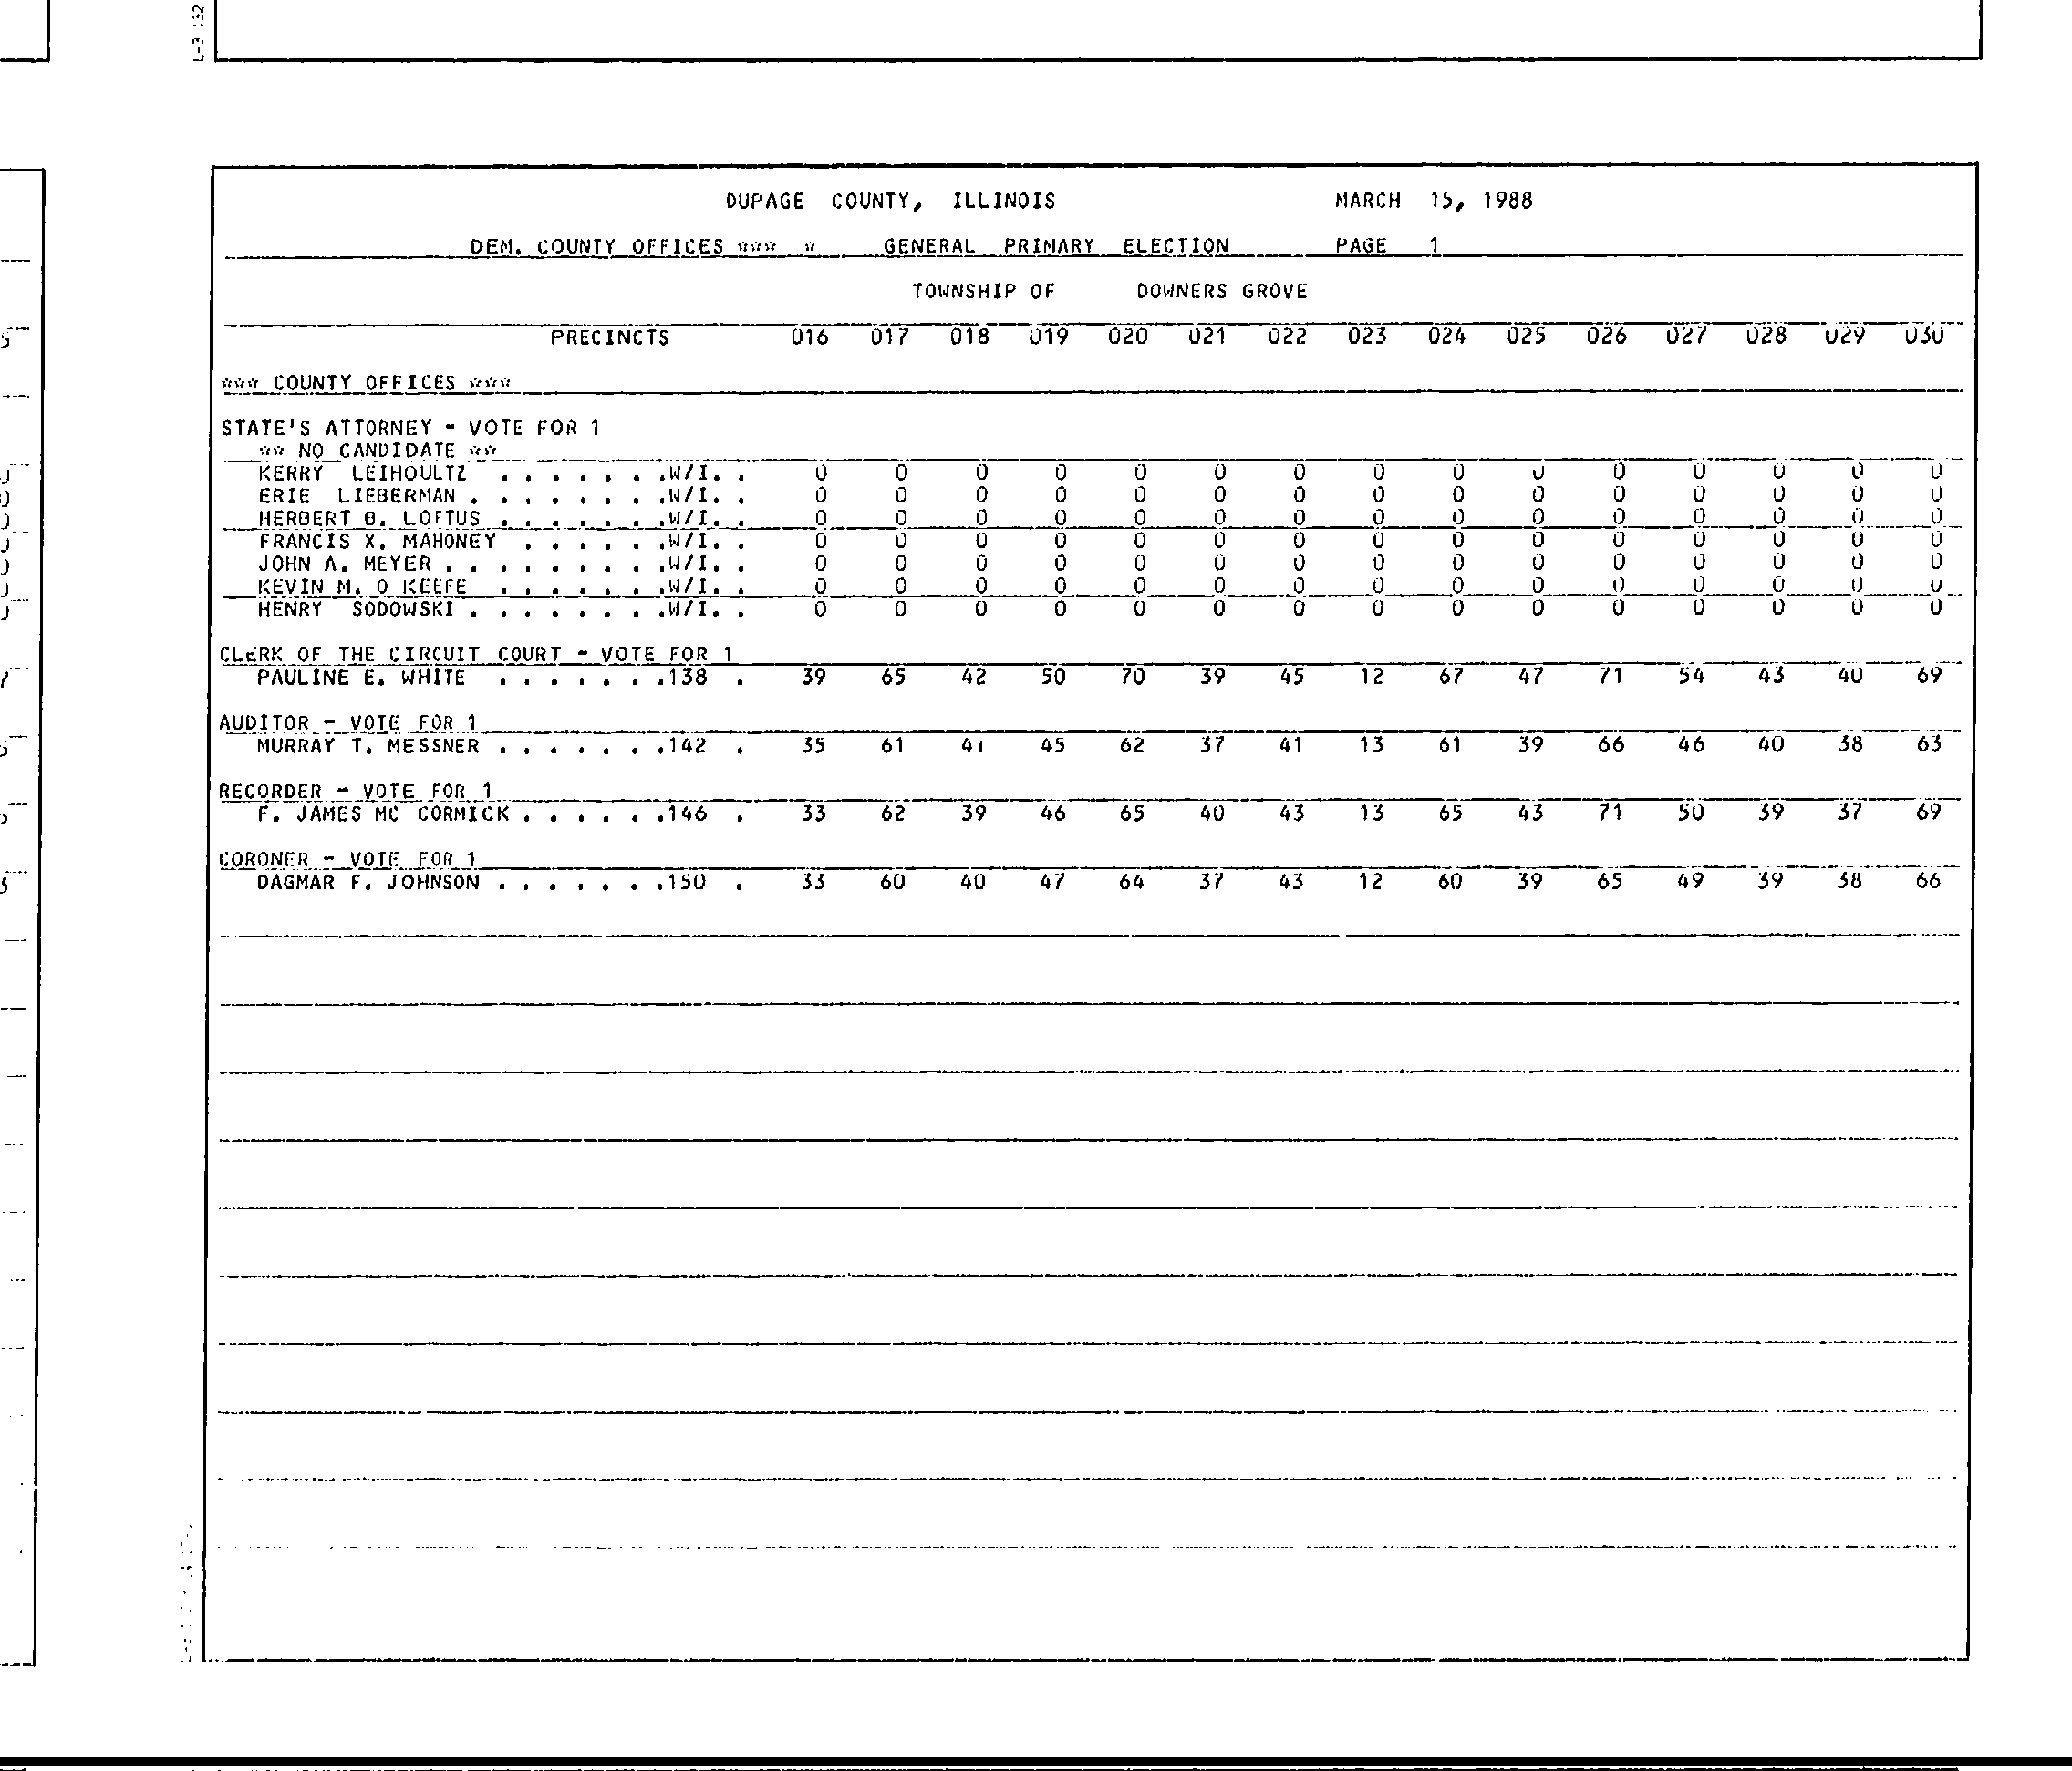 L-3 132
DUPAGE COUNTY, ILLINOIS MARCH 15, 1988
DEM. COUNTY OFFICES *** * GENERAL PRIMARY ELECTION PAGE 1
TOWNSHIP OF DOWNERS GROVE
PRECINCTS 016 017 018 019 020 021 022 023 024 025 026 027 028 029 030
*** COUNTY OFFICES ***
STATE'S ATTORNEY - VOTE FOR 1
** NO CANDIDATE **
KERRY LEIHOULTZ . . . . . . .W/I. . 0 0 0 0 0 0 0 0 0 0 0 0 0 0 0
ERIE LIEBERMAN . . . . . . . .W/I. . 0 0 0 0 0 0 0 0 0 0 0 0 0 0 0
HERBERT B. LOFTUS . . . . . . .W/I. . 0 0 0 0 0 0 0 0 0 0 0 0 0 0 0
FRANCIS X. MAHONEY . . . . . .W/I. . 0 0 0 0 0 0 0 0 0 0 0 0 0 0 0
JOHN A. MEYER . . . . . . . . .W/I. . 0 0 0 0 0 0 0 0 0 0 0 0 0 0 0
KEVIN M. O KEEFE . . . . . . .W/I. . 0 0 0 0 0 0 0 0 0 0 0 0 0 0 0
HENRY SODOWSKI . . . . . . . .W/I. . 0 0 0 0 0 0 0 0 0 0 0 0 0 0 0
CLERK OF THE CIRCUIT COURT - VOTE FOR 1
PAULINE E. WHITE . . . . . . .138 . 39 65 42 50 70 39 45 12 67 47 71 54 43 40 69
AUDITOR - VOTE FOR 1
MURRAY T. MESSNER . . . . . . .142 . 35 61 41 45 62 37 41 13 61 39 66 46 40 38 63
RECORDER - VOTE FOR 1
F. JAMES MC CORMICK . . . . . .146 . 33 62 39 46 65 40 43 13 65 43 71 50 39 37 69
CORONER - VOTE FOR 1
DAGMAR F. JOHNSON . . . . . . .150 . 33 60 40 47 64 37 43 12 60 39 65 49 39 38 66